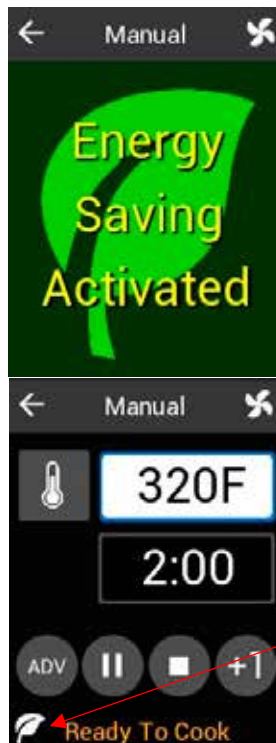 Manual
Energy
Saving
Activated
Manual
320F
2:00
ADV +1
Ready To Cook